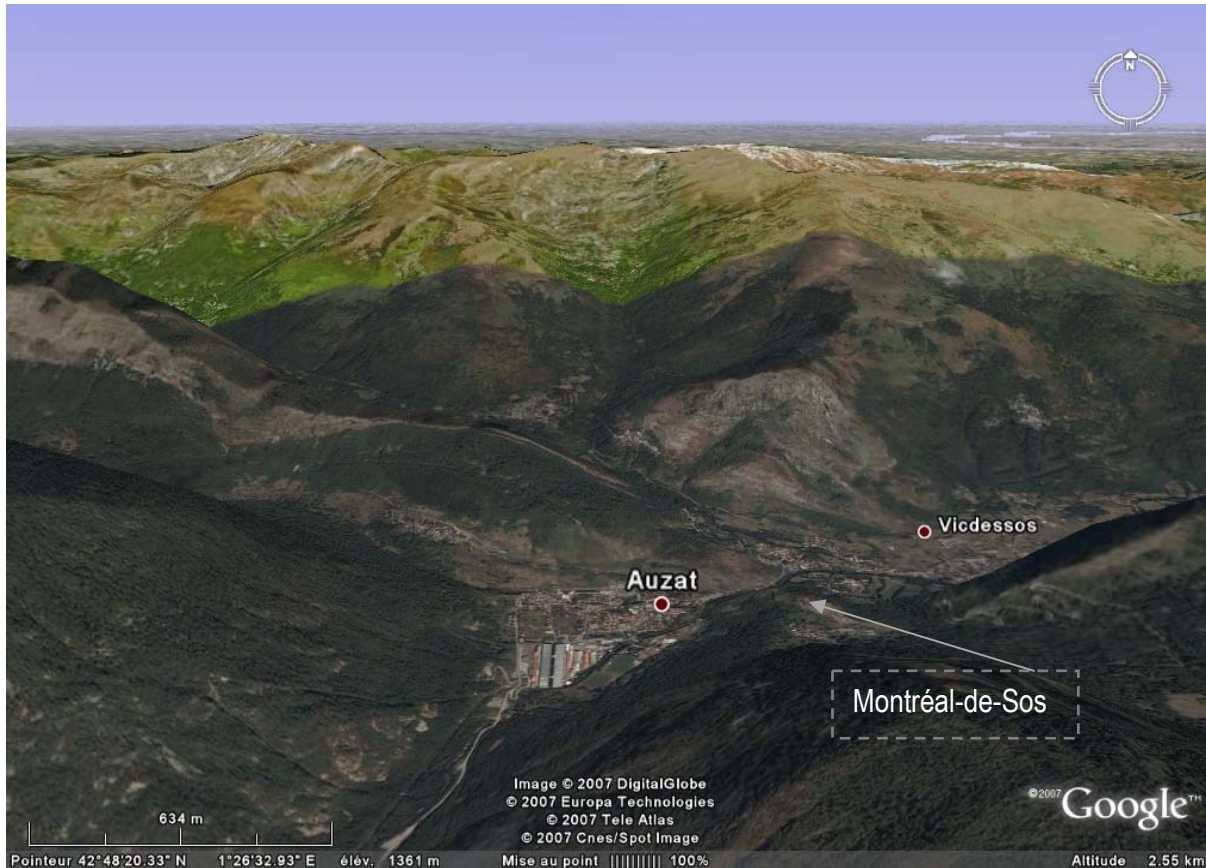 N
Vicdessos
Auzat
Montréal-de-Sos
Image © 2007 DigitalGlobe
© 2007 Europa Technologies
© 2007 Tele Atlas
© 2007 Cnes/Spot Image
©2007 Google™
634 m
Pointeur 42°48'20.33" N 1°26'32.93" E élév. 1361 m Mise au point |||||||||| 100% Altitude 2.55 km